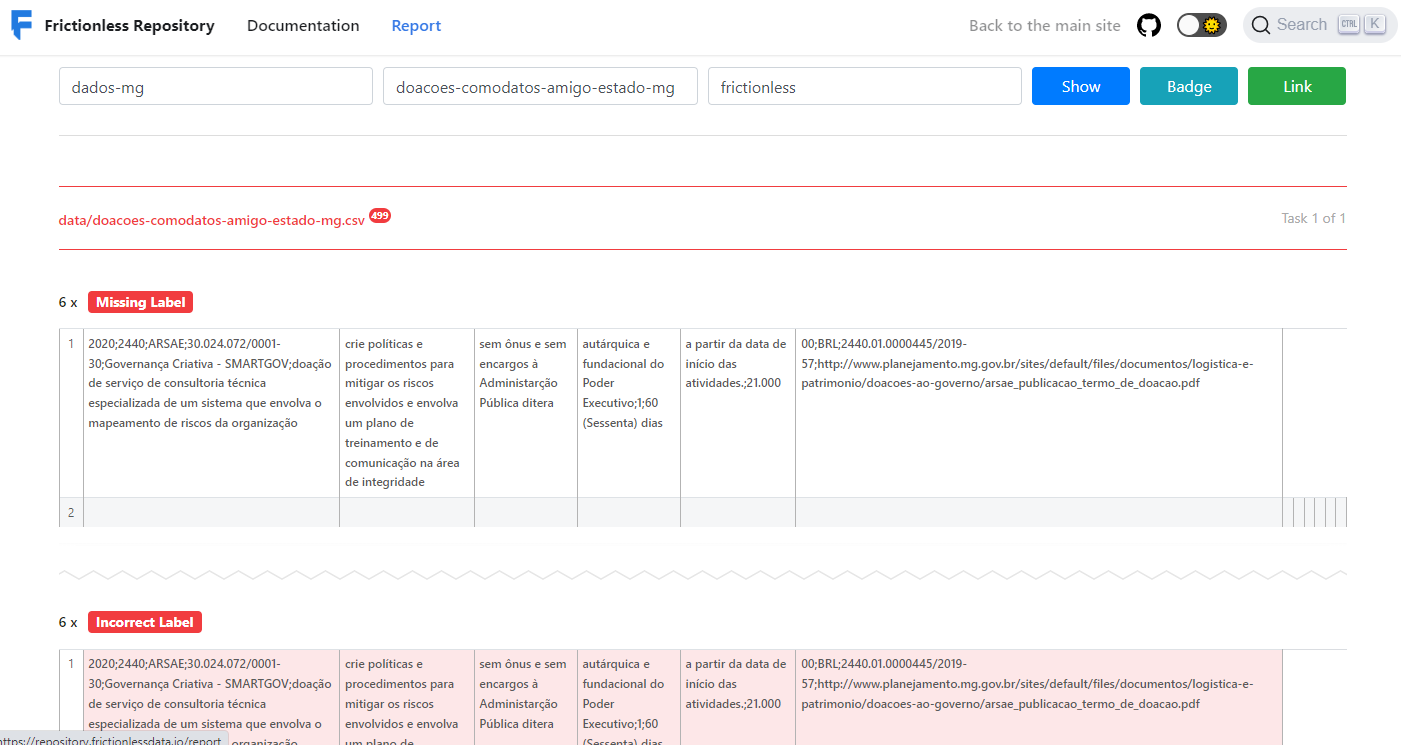 Frictionless Repository Documentation Report Back to the main site Search CTRL K
dados-mg doacoes-comodatos-amigo-estado-mg frictionless Show Badge Link
data/doacoes-comodatos-amigo-estado-mg.csv 499 Task 1 of 1
6 x Missing Label
1
2020;2440;ARSAE;30.024.072/0001-
30;Governança Criativa - SMARTGOV;doação
de serviço de consultoria técnica
especializada de um sistema que envolva o
mapeamento de riscos da organização
crie políticas e
procedimentos para
mitigar os riscos
envolvidos e envolva
um plano de
treinamento e de
comunicação na área
de integridade
sem ônus e sem
encargos à
Administarção
Pública ditera
autárquica e
fundacional do
Poder
Executivo;1;60
(Sessenta) dias
a partir da data de
início das
atividades.;21.000
00;BRL;2440.01.0000445/2019-
57;http://www.planejamento.mg.gov.br/sites/default/files/documentos/logistica-e-
patrimonio/doacoes-ao-governo/arsae_publicacao_termo_de_doacao.pdf
2
6 x Incorrect Label
1
2020;2440;ARSAE;30.024.072/0001-
30;Governança Criativa - SMARTGOV;doação
de serviço de consultoria técnica
especializada de um sistema que envolva o
organização
crie políticas e
procedimentos para
mitigar os riscos
envolvidos e envolva
um plano de
sem ônus e sem
encargos à
Administarção
Pública ditera
autárquica e
fundacional do
Poder
Executivo;1;60
(Sessenta) dias
a partir da data de
início das
atividades.;21.000
00;BRL;2440.01.0000445/2019-
57;http://www.planejamento.mg.gov.br/sites/default/files/documentos/logistica-e-
patrimonio/doacoes-ao-governo/arsae_publicacao_termo_de_doacao.pdf
https://repository.frictionlessdata.io/report